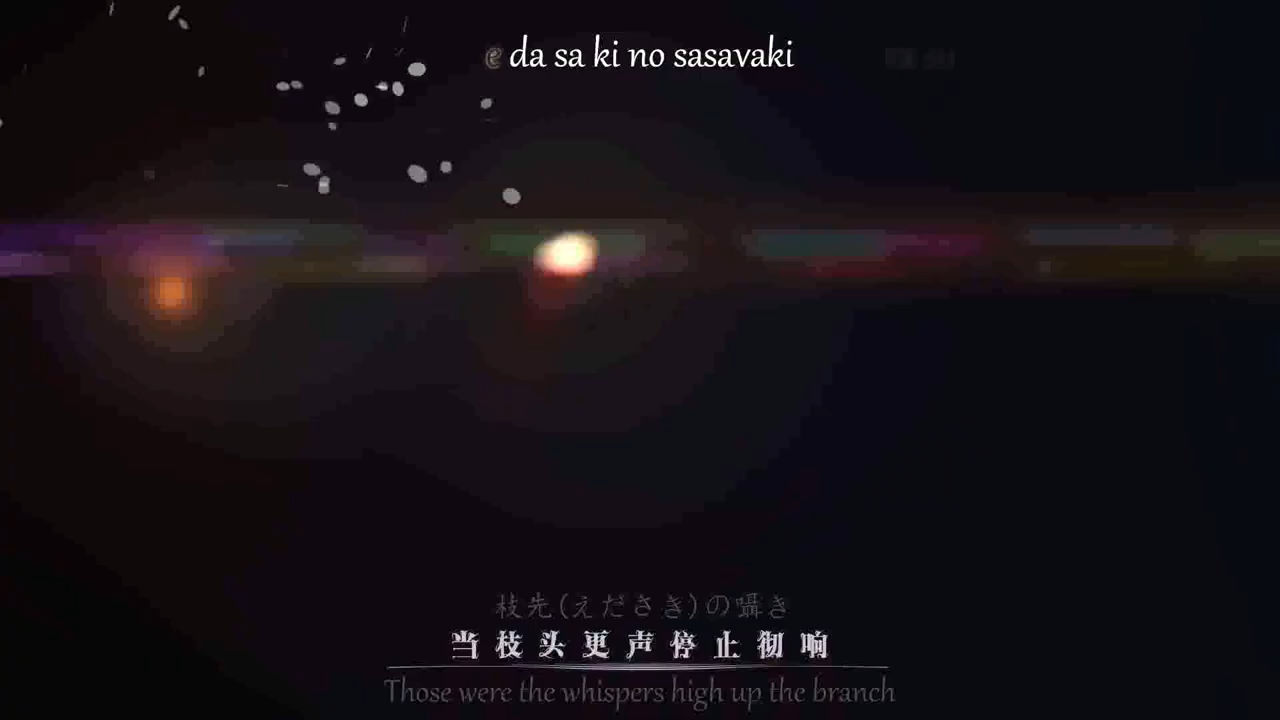 e da sa ki no sasavaki
枝先(えださき)の囁き
当枝头更声停止彻响
Those were the whispers high up the branch